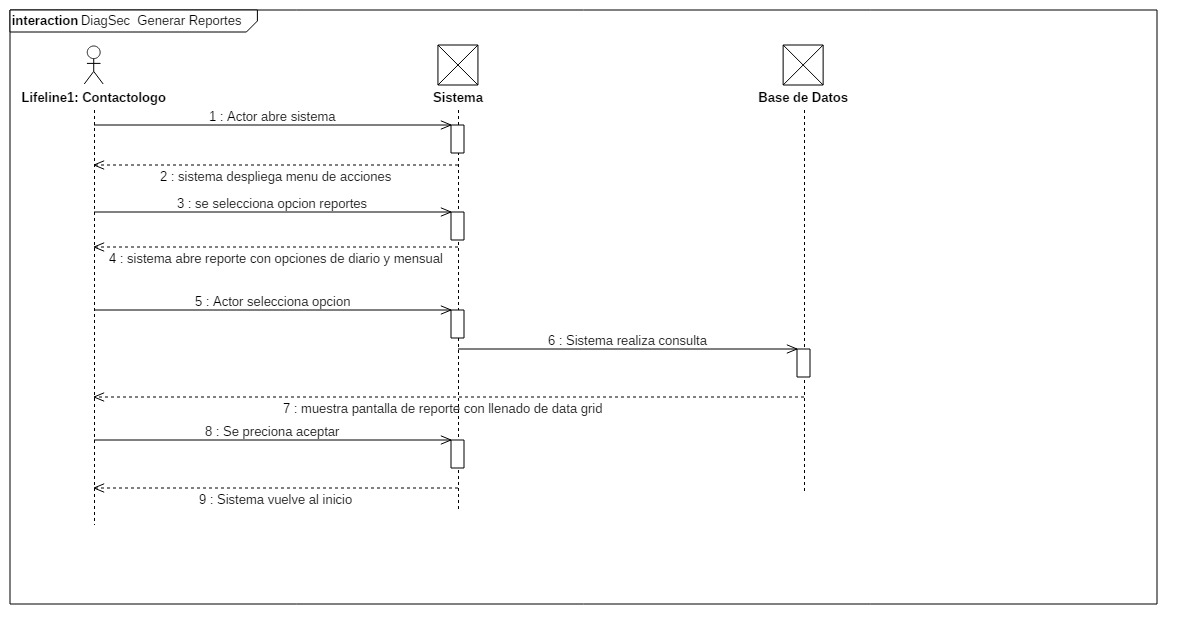 interaction DiagSec  Generar Reportes
Lifeline1: Contactologo
Sistema
Base de Datos
1 : Actor abre sistema
2 : sistema despliega menu de acciones
3 : se selecciona opcion reportes
4 : sistema abre reporte con opciones de diario y mensual
5 : Actor selecciona opcion
6 : Sistema realiza consulta
7 : muestra pantalla de reporte con llenado de data grid
8 : Se preciona aceptar
9 : Sistema vuelve al inicio